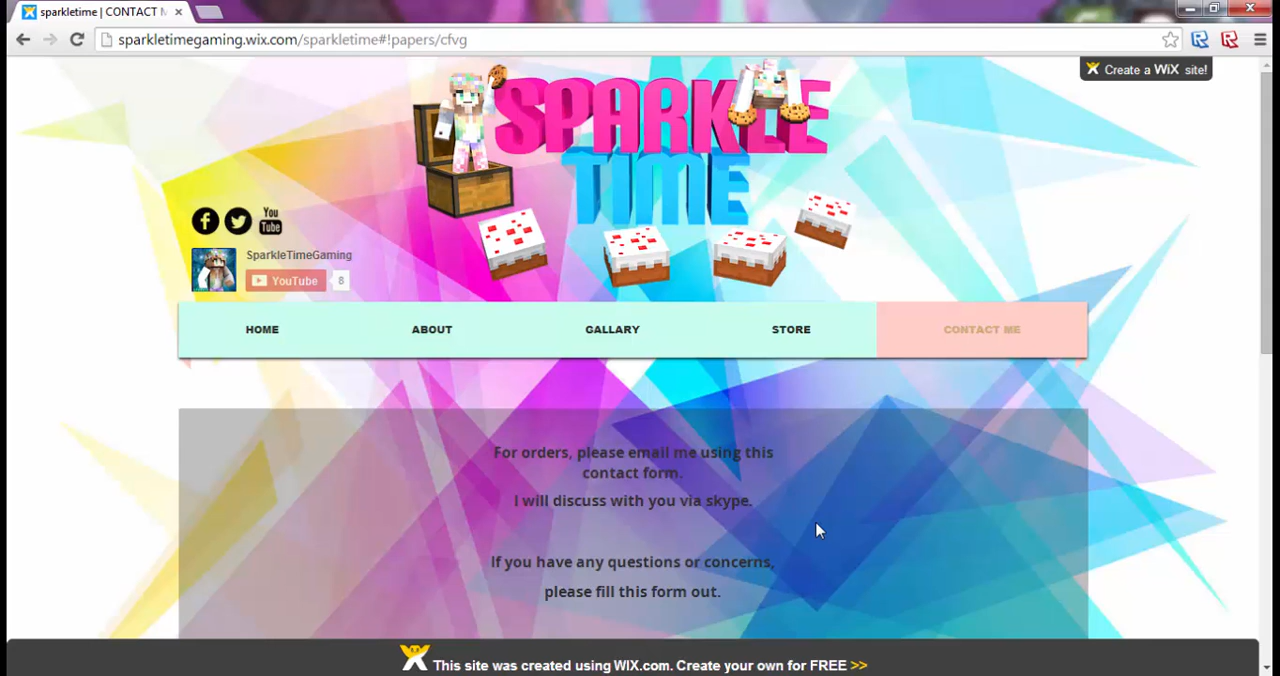 sparkletime | CONTACT M
sparkletimegaming.wix.com/sparkletime#!papers/cfvg
Create a WiX site!
SPARKLE
TIME
You
Tube
SparkleTimeGaming
YouTube 8
HOME ABOUT GALLARY STORE CONTACT ME
For orders, please email me using this
contact form.
I will discuss with you via skype.
If you have any questions or concerns,
please fill this form out.
This site was created using WIX.com. Create your own for FREE >>